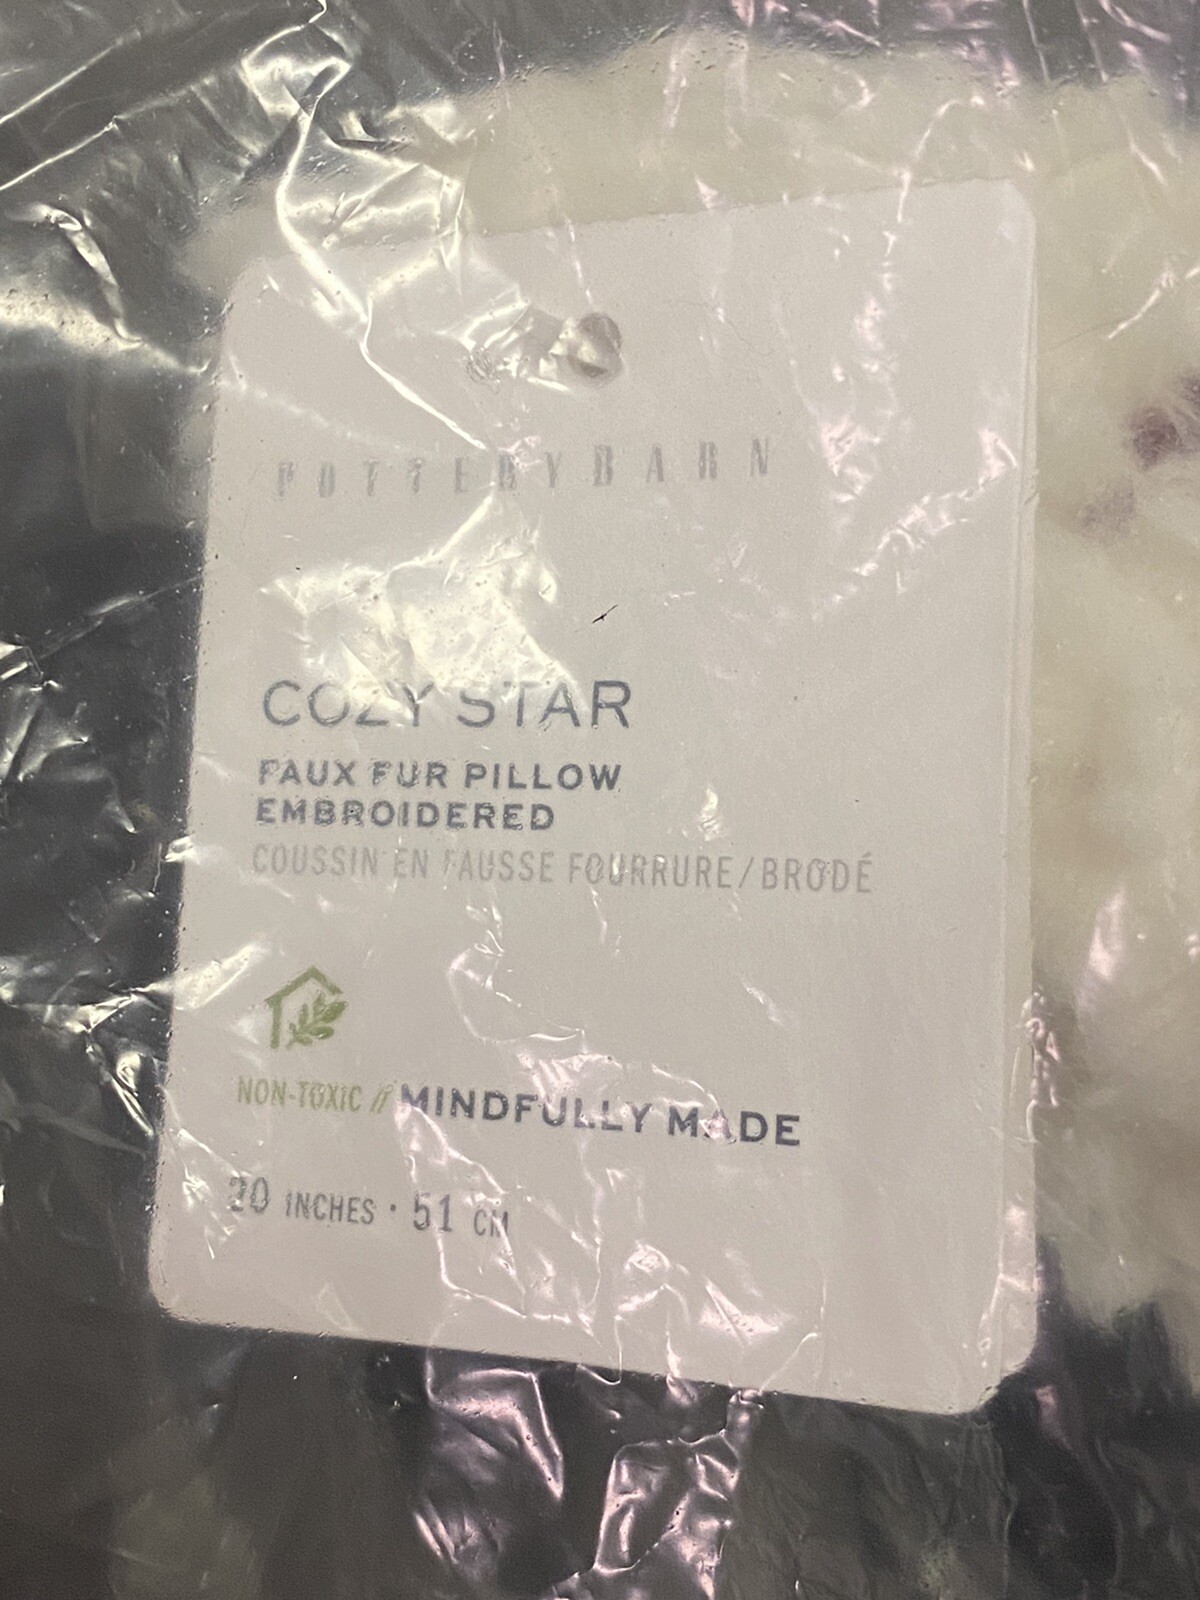 POTTERYBARN
COZY STAR
FAUX FUR PILLOW
EMBROIDERED
COUSSIN EN FAUSSE FOURRURE/BRODÉ
NON-TOXIC // MINDFULLY MADE
20 INCHES · 51 CM